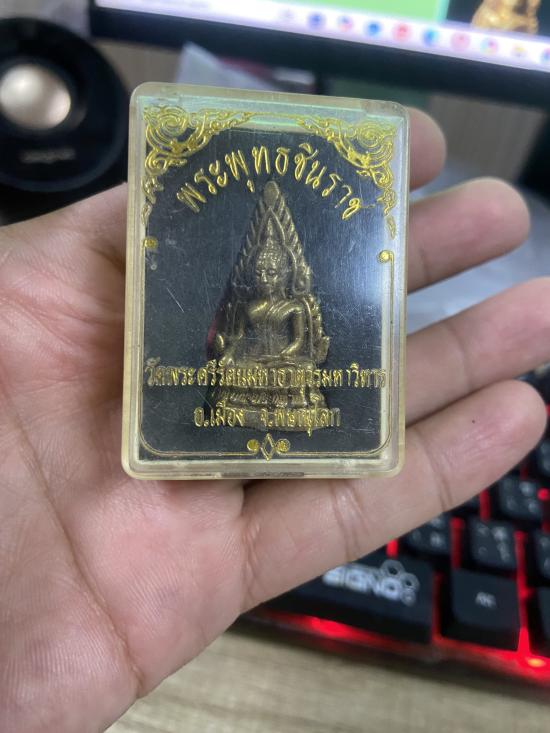 พระพุทธชินราช
วัดพระศรีรัตนมหาธาตุวรมหาวิหาร
อ.เมือง จ.พิษณุโลก
SIGNO